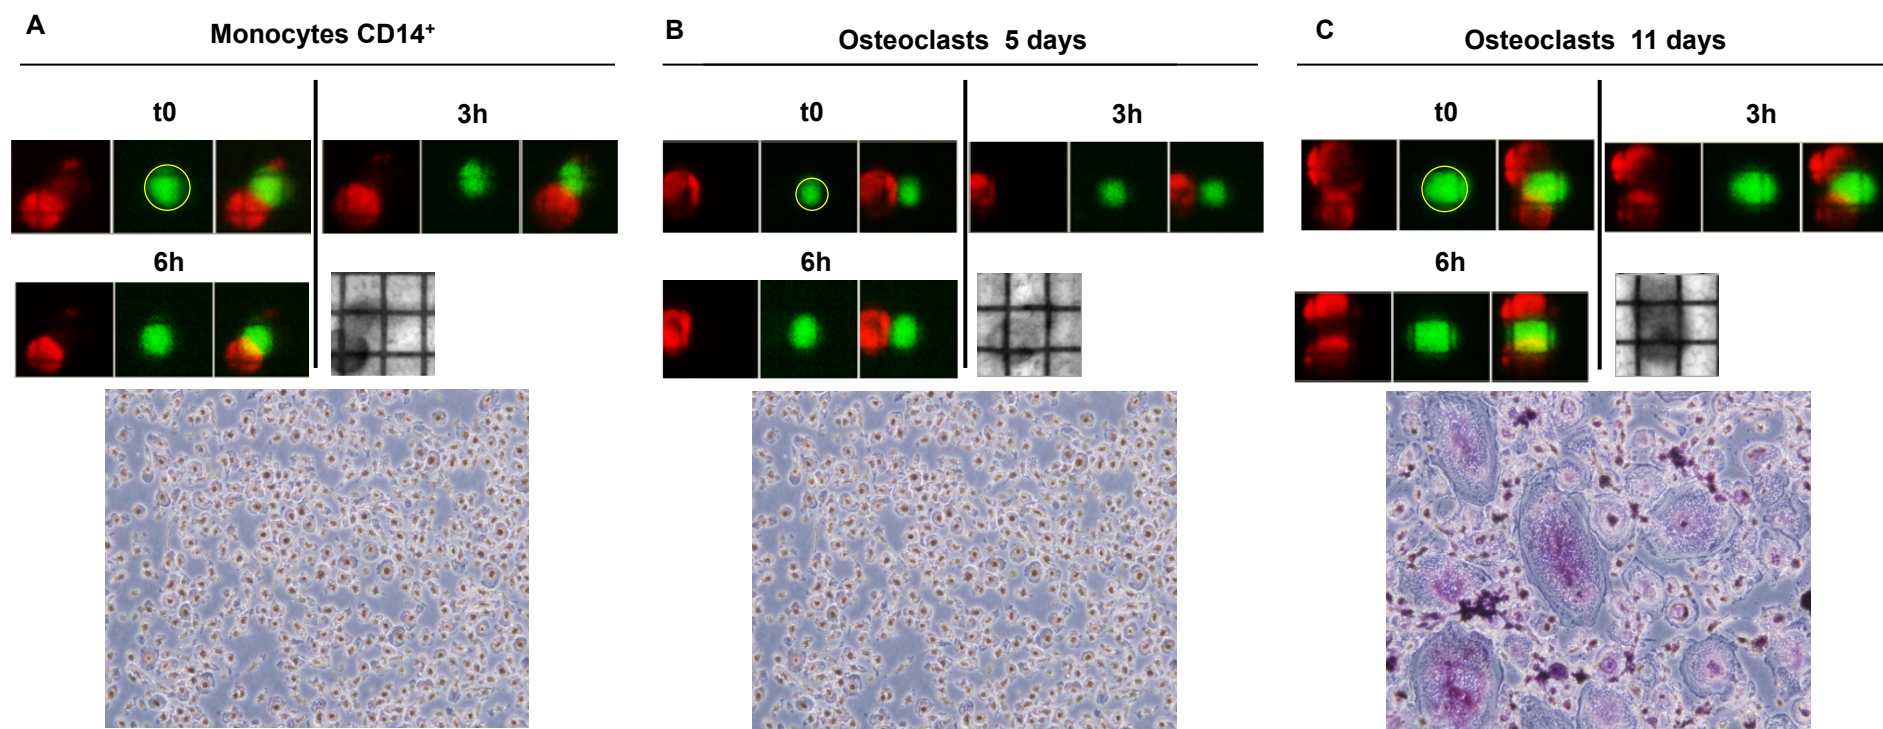 A
Monocytes CD14⁺
t0
3h
6h
B
Osteoclasts 5 days
t0
3h
6h
C
Osteoclasts 11 days
t0
3h
6h